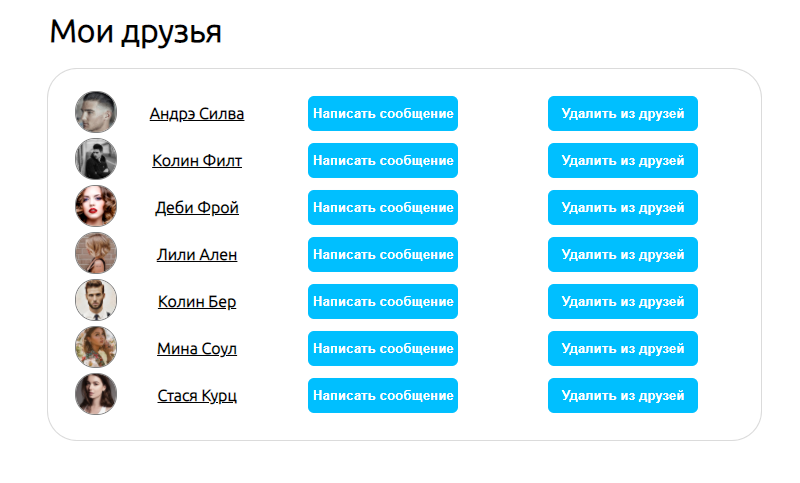 Мои друзья
Андрэ Силва Написать сообщение Удалить из друзей
Колин Филт Написать сообщение Удалить из друзей
Деби Фрой Написать сообщение Удалить из друзей
Лили Ален Написать сообщение Удалить из друзей
Колин Бер Написать сообщение Удалить из друзей
Мина Соул Написать сообщение Удалить из друзей
Стася Курц Написать сообщение Удалить из друзей